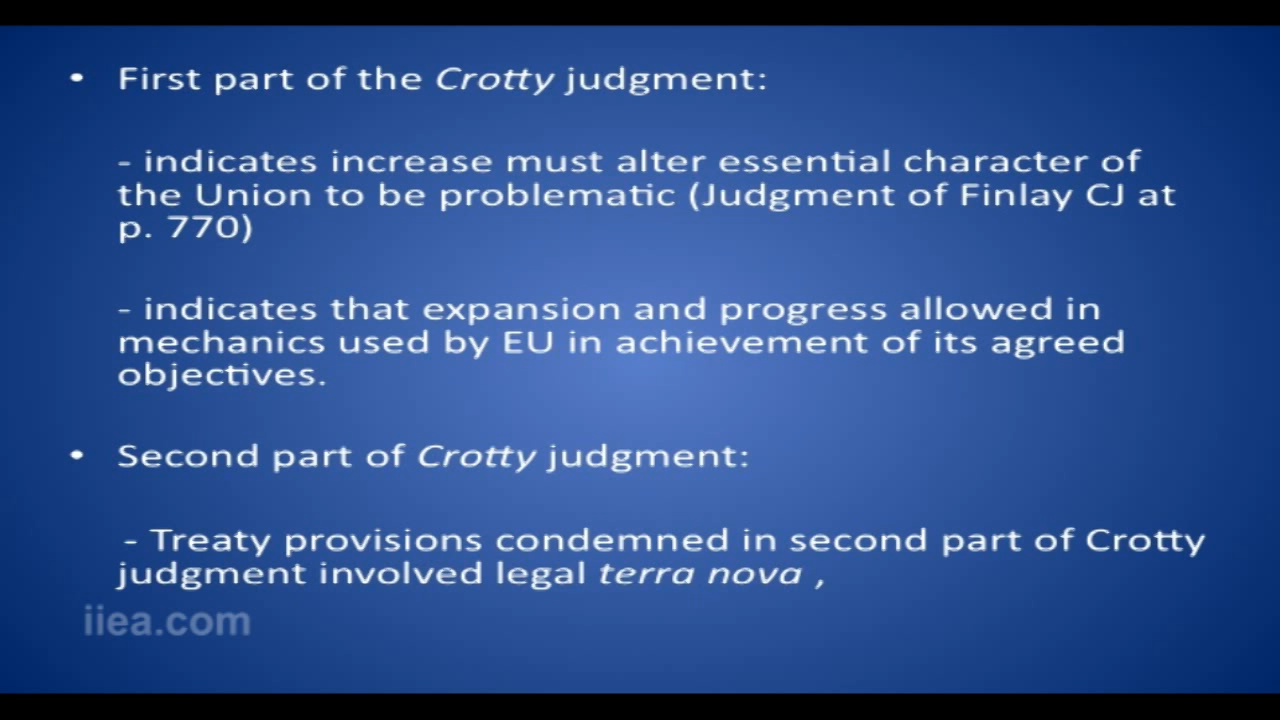 • First part of the Crotty judgment:
- indicates increase must alter essential character of
the Union to be problematic (Judgment of Finlay CJ at
p. 770)
- indicates that expansion and progress allowed in
mechanics used by EU in achievement of its agreed
objectives.
• Second part of Crotty judgment:
- Treaty provisions condemned in second part of Crotty
judgment involved legal terra nova ,
iiea.com